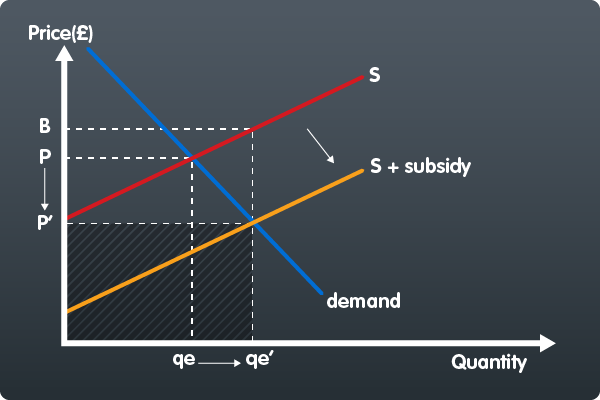 Price(£)
S
B
P
S + subsidy
P′
demand
qe
qe′
Quantity